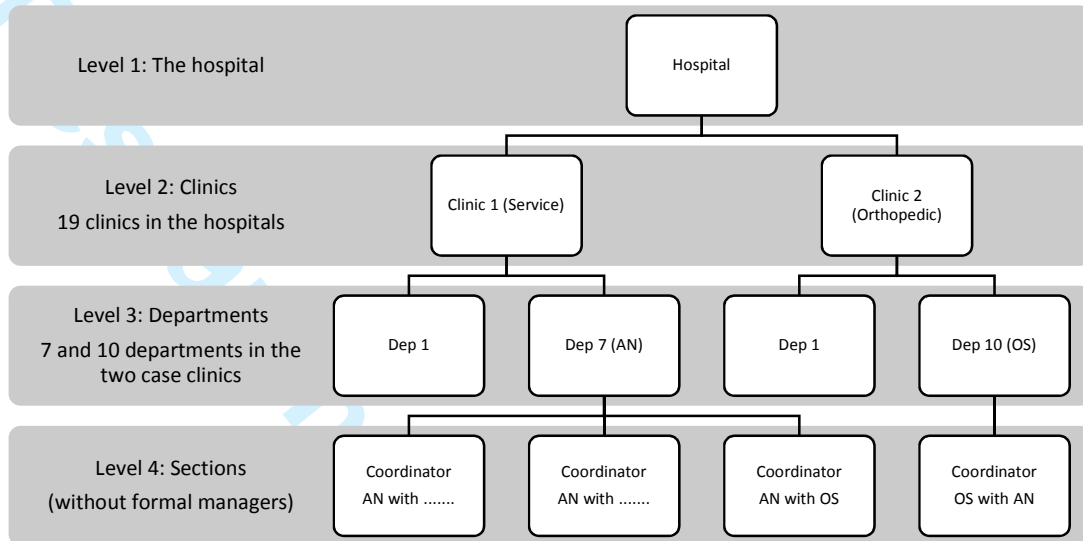 Level 1: The hospital
Hospital
Level 2: Clinics
19 clinics in the hospitals
Clinic 1 (Service)
Clinic 2
(Orthopedic)
Level 3: Departments
7 and 10 departments in the
two case clinics
Dep 1
Dep 7 (AN)
Dep 1
Dep 10 (OS)
Level 4: Sections
(without formal managers)
Coordinator
AN with .......
Coordinator
AN with .......
Coordinator
AN with OS
Coordinator
OS with AN